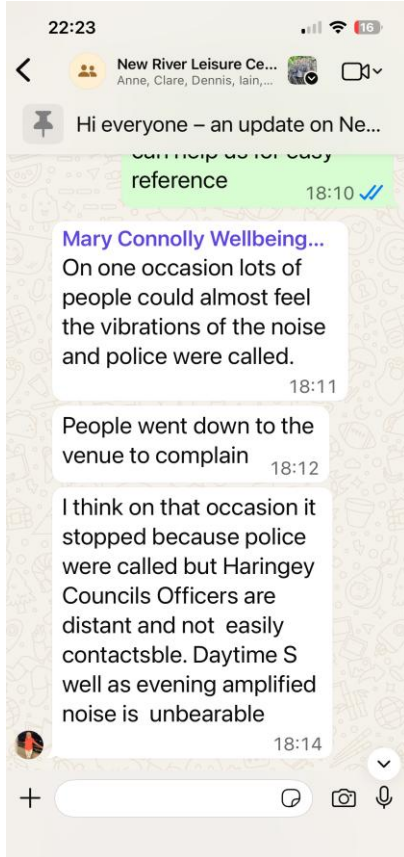 22:23
16
New River Leisure Ce...
Anne, Clare, Dennis, Iain,...
Hi everyone – an update on Ne...
can help us for easy
reference
18:10
Mary Connolly Wellbeing...
On one occasion lots of
people could almost feel
the vibrations of the noise
and police were called.
18:11
People went down to the
venue to complain
18:12
I think on that occasion it
stopped because police
were called but Haringey
Councils Officers are
distant and not easily
contactsble. Daytime S
well as evening amplified
noise is unbearable
18:14